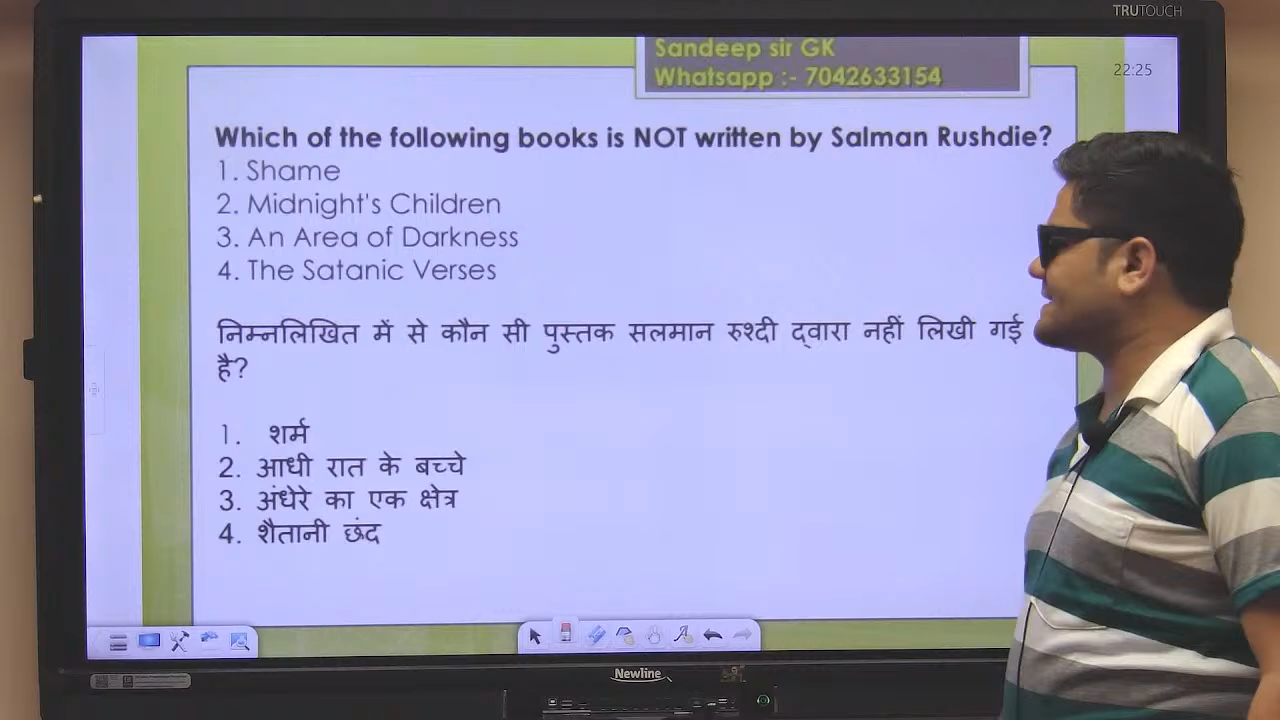 TRUTOUCH
Sandeep sir GK
Whatsapp :- 7042633154
22:25
Which of the following books is NOT written by Salman Rushdie?
1. Shame
2. Midnight's Children
3. An Area of Darkness
4. The Satanic Verses
निम्नलिखित में से कौन सी पुस्तक सलमान रुश्दी द्वारा नहीं लिखी गई
है?
1. शर्म
2. आधी रात के बच्चे
3. अंधेरे का एक क्षेत्र
4. शैतानी छंद
Newline